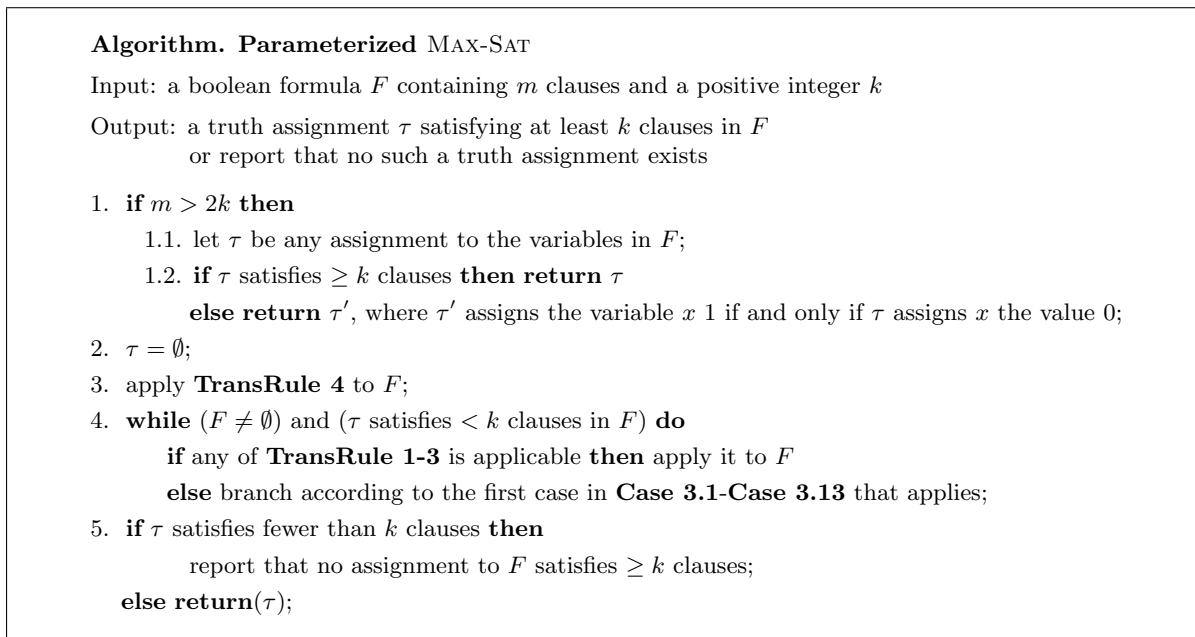 Algorithm. Parameterized MAX-SAT
Input: a boolean formula F containing m clauses and a positive integer k
Output: a truth assignment τ satisfying at least k clauses in F
or report that no such a truth assignment exists
1. if m > 2k then
1.1. let τ be any assignment to the variables in F;
1.2. if τ satisfies ≥ k clauses then return τ
else return τ′, where τ′ assigns the variable x 1 if and only if τ assigns x the value 0;
2. τ = ∅;
3. apply TransRule 4 to F;
4. while (F ≠ ∅) and (τ satisfies < k clauses in F) do
if any of TransRule 1-3 is applicable then apply it to F
else branch according to the first case in Case 3.1-Case 3.13 that applies;
5. if τ satisfies fewer than k clauses then
report that no assignment to F satisfies ≥ k clauses;
else return(τ);